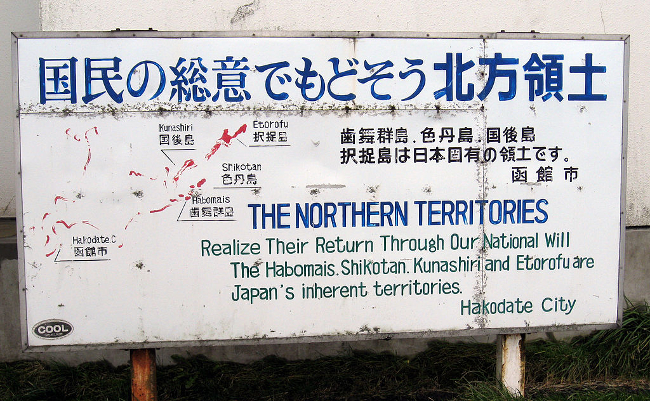 国民の総意でもどそう北方領土
Kunashiri
国後島
Etorofu
択捉島
Shikotan
色丹島
Habomais
歯舞群島
Hakodate.C
函館市
歯舞群島.色丹島.国後島
択捉島は日本固有の領土です。
函館市
THE NORTHERN TERRITORIES
Realize Their Return Through Our National Will
The Habomais. Shikotan. Kunashiri and Etorofu are
Japan's inherent territories.
Hakodate City
COOL